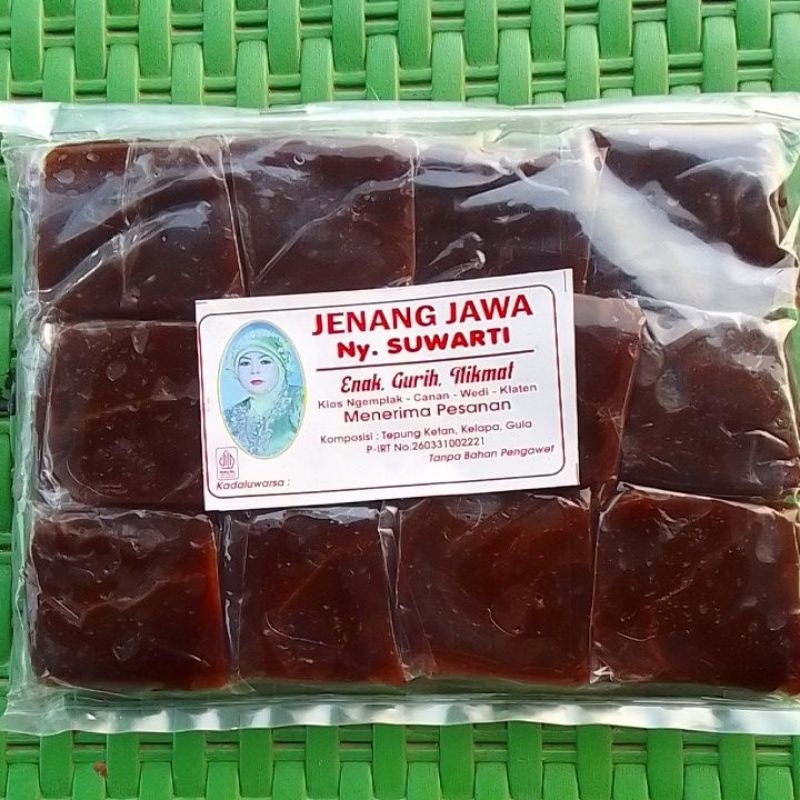 JENANG JAWA
Ny. SUWARTI
Enak, Gurih, Nikmat
Kios Ngemplak - Canan - Wedi - Klaten
Menerima Pesanan
Komposisi : Tepung Ketan, Kelapa, Gula
P-IRT No.260331002221
Tanpa Bahan Pengawet
Kadaluwarsa :